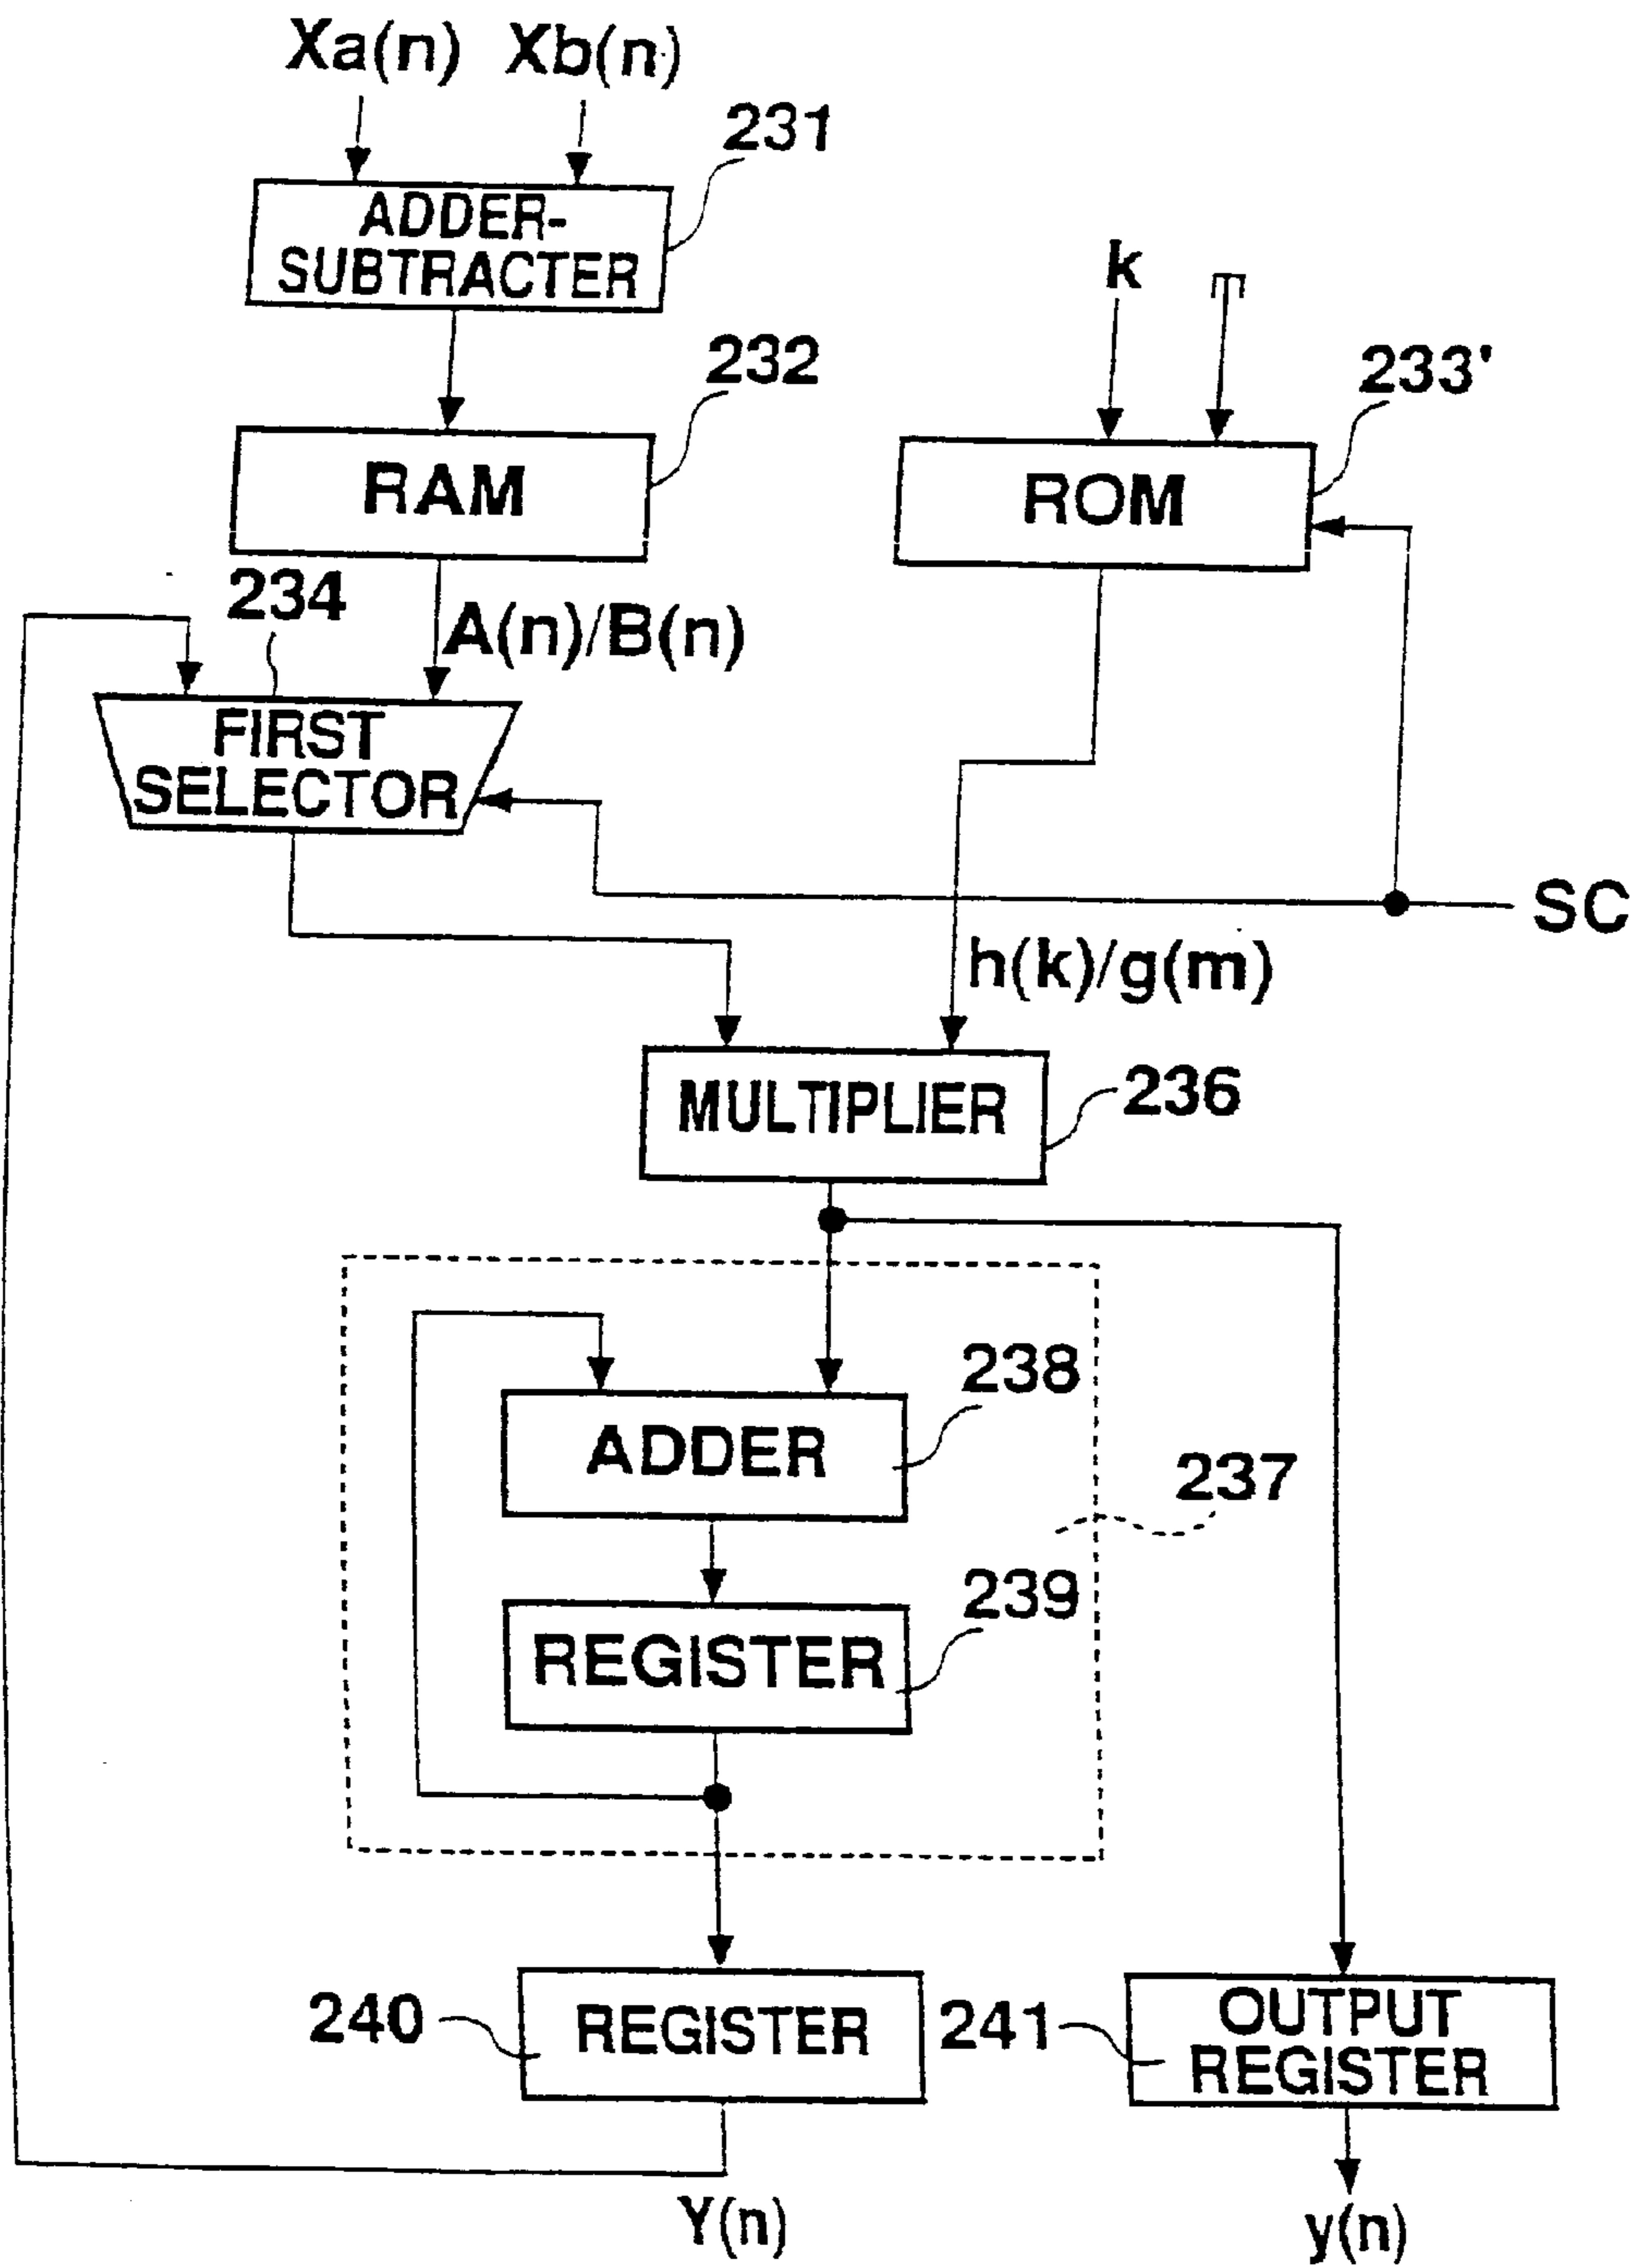 Xa(n) Xb(n)
231
ADDER-
SUBTRACTER
k
232
233'
RAM
ROM
234
A(n)/B(n)
FIRST
SELECTOR
SC
h(k)/g(m)
MULTIPLIER
236
238
ADDER
237
239
REGISTER
240
REGISTER
241
OUTPUT
REGISTER
Y(n)
y(n)